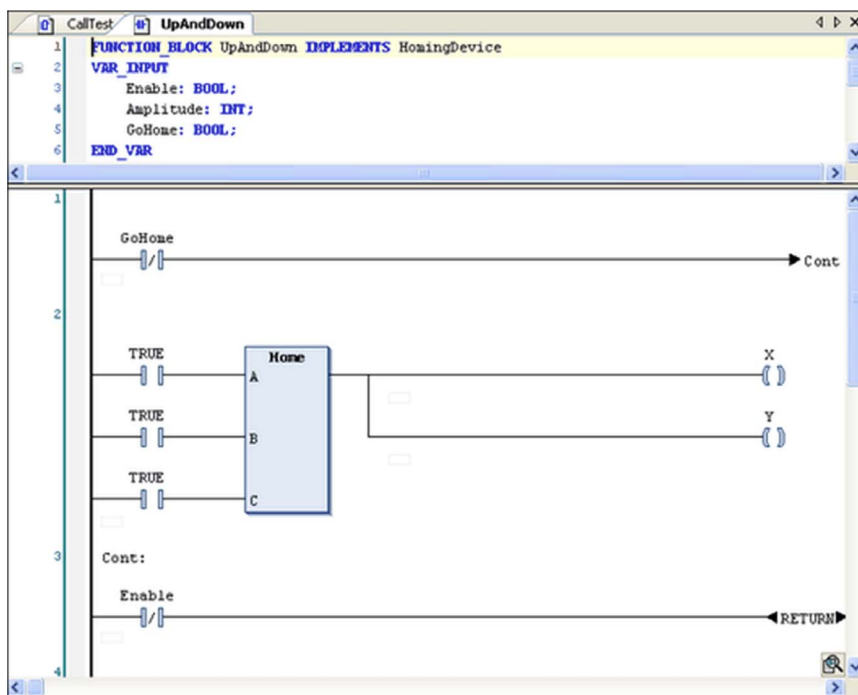 CallTest UpAndDown
1 FUNCTION_BLOCK UpAndDown IMPLEMENTS HomingDevice
2 VAR_INPUT
3 Enable: BOOL;
4 Amplitude: INT;
5 GoHome: BOOL;
6 END_VAR
1
GoHome
Cont
2
TRUE Home X
A
TRUE Y
B
TRUE
C
3 Cont:
Enable
RETURN
4